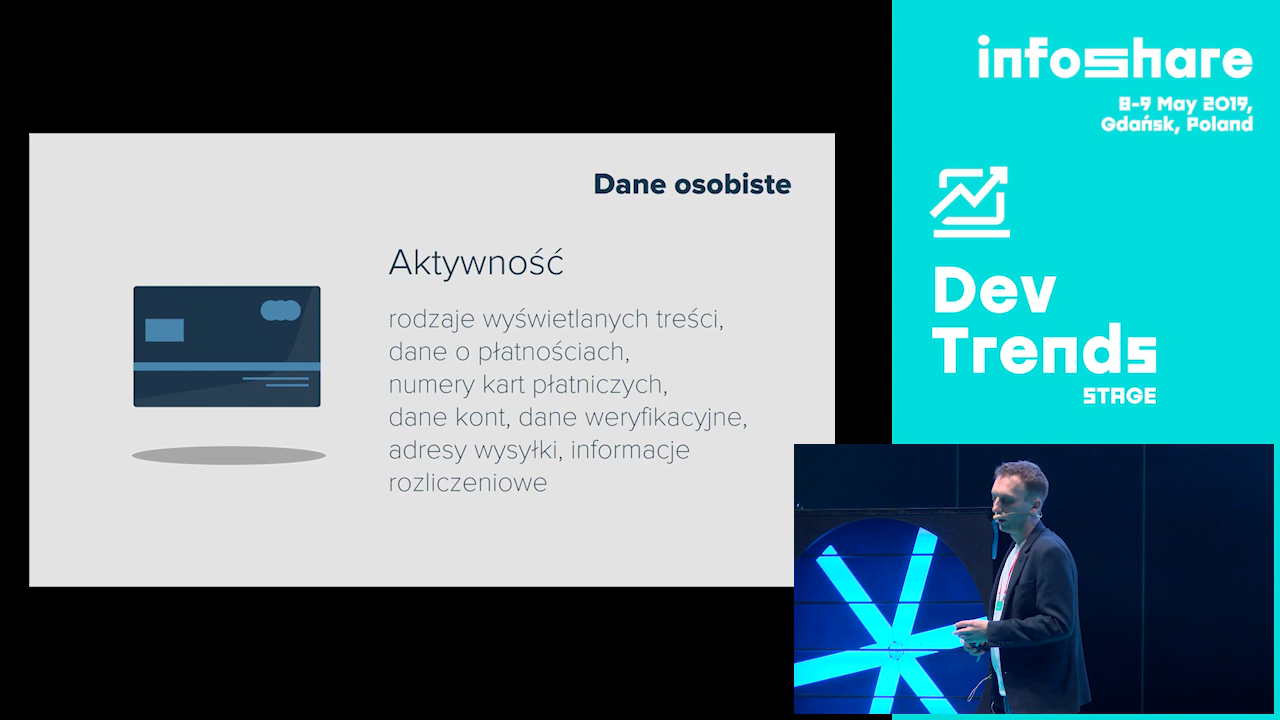 Dane osobiste
Aktywność
rodzaje wyświetlanych treści,
dane o płatnościach,
numery kart płatniczych,
dane kont, dane weryfikacyjne,
adresy wysyłki, informacje
rozliczeniowe
infoshare
8-9 May 2019,
Gdańsk, Poland
Dev
Trends
STAGE